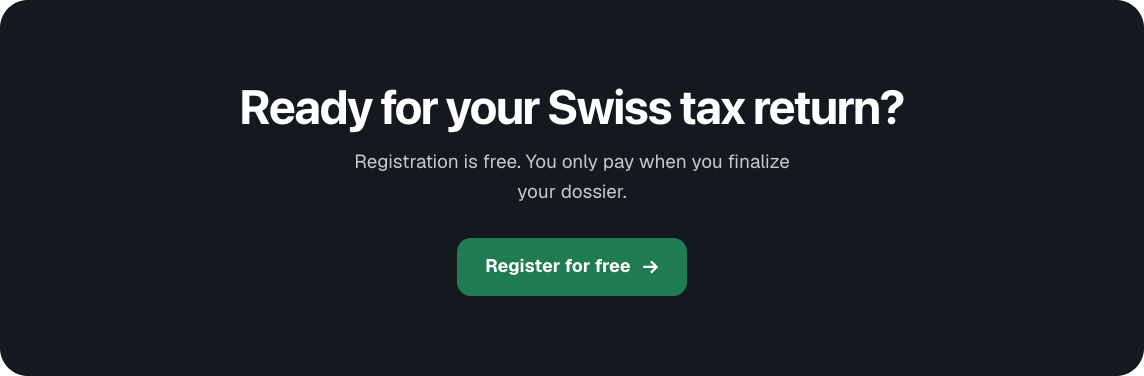 Ready for your Swiss tax return?
Registration is free. You only pay when you finalize
your dossier.
Register for free →